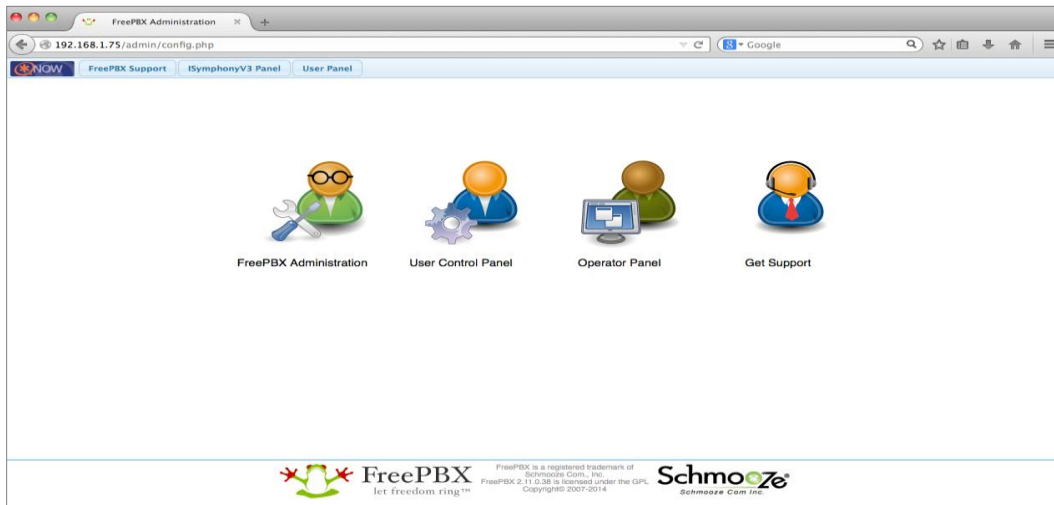 FreePBX Administration
192.168.1.75/admin/config.php
8 Google
NOW FreePBX Support ISymphonyV3 Panel User Panel
FreePBX Administration User Control Panel Operator Panel Get Support
FreePBX
let freedom ring™
FreePBX is a registered trademark of
Schmooze Com., Inc.
FreePBX 2.11.0.38 is licensed under the GPL
Copyright© 2007-2014
Schmooze®
Schmooze Com Inc.